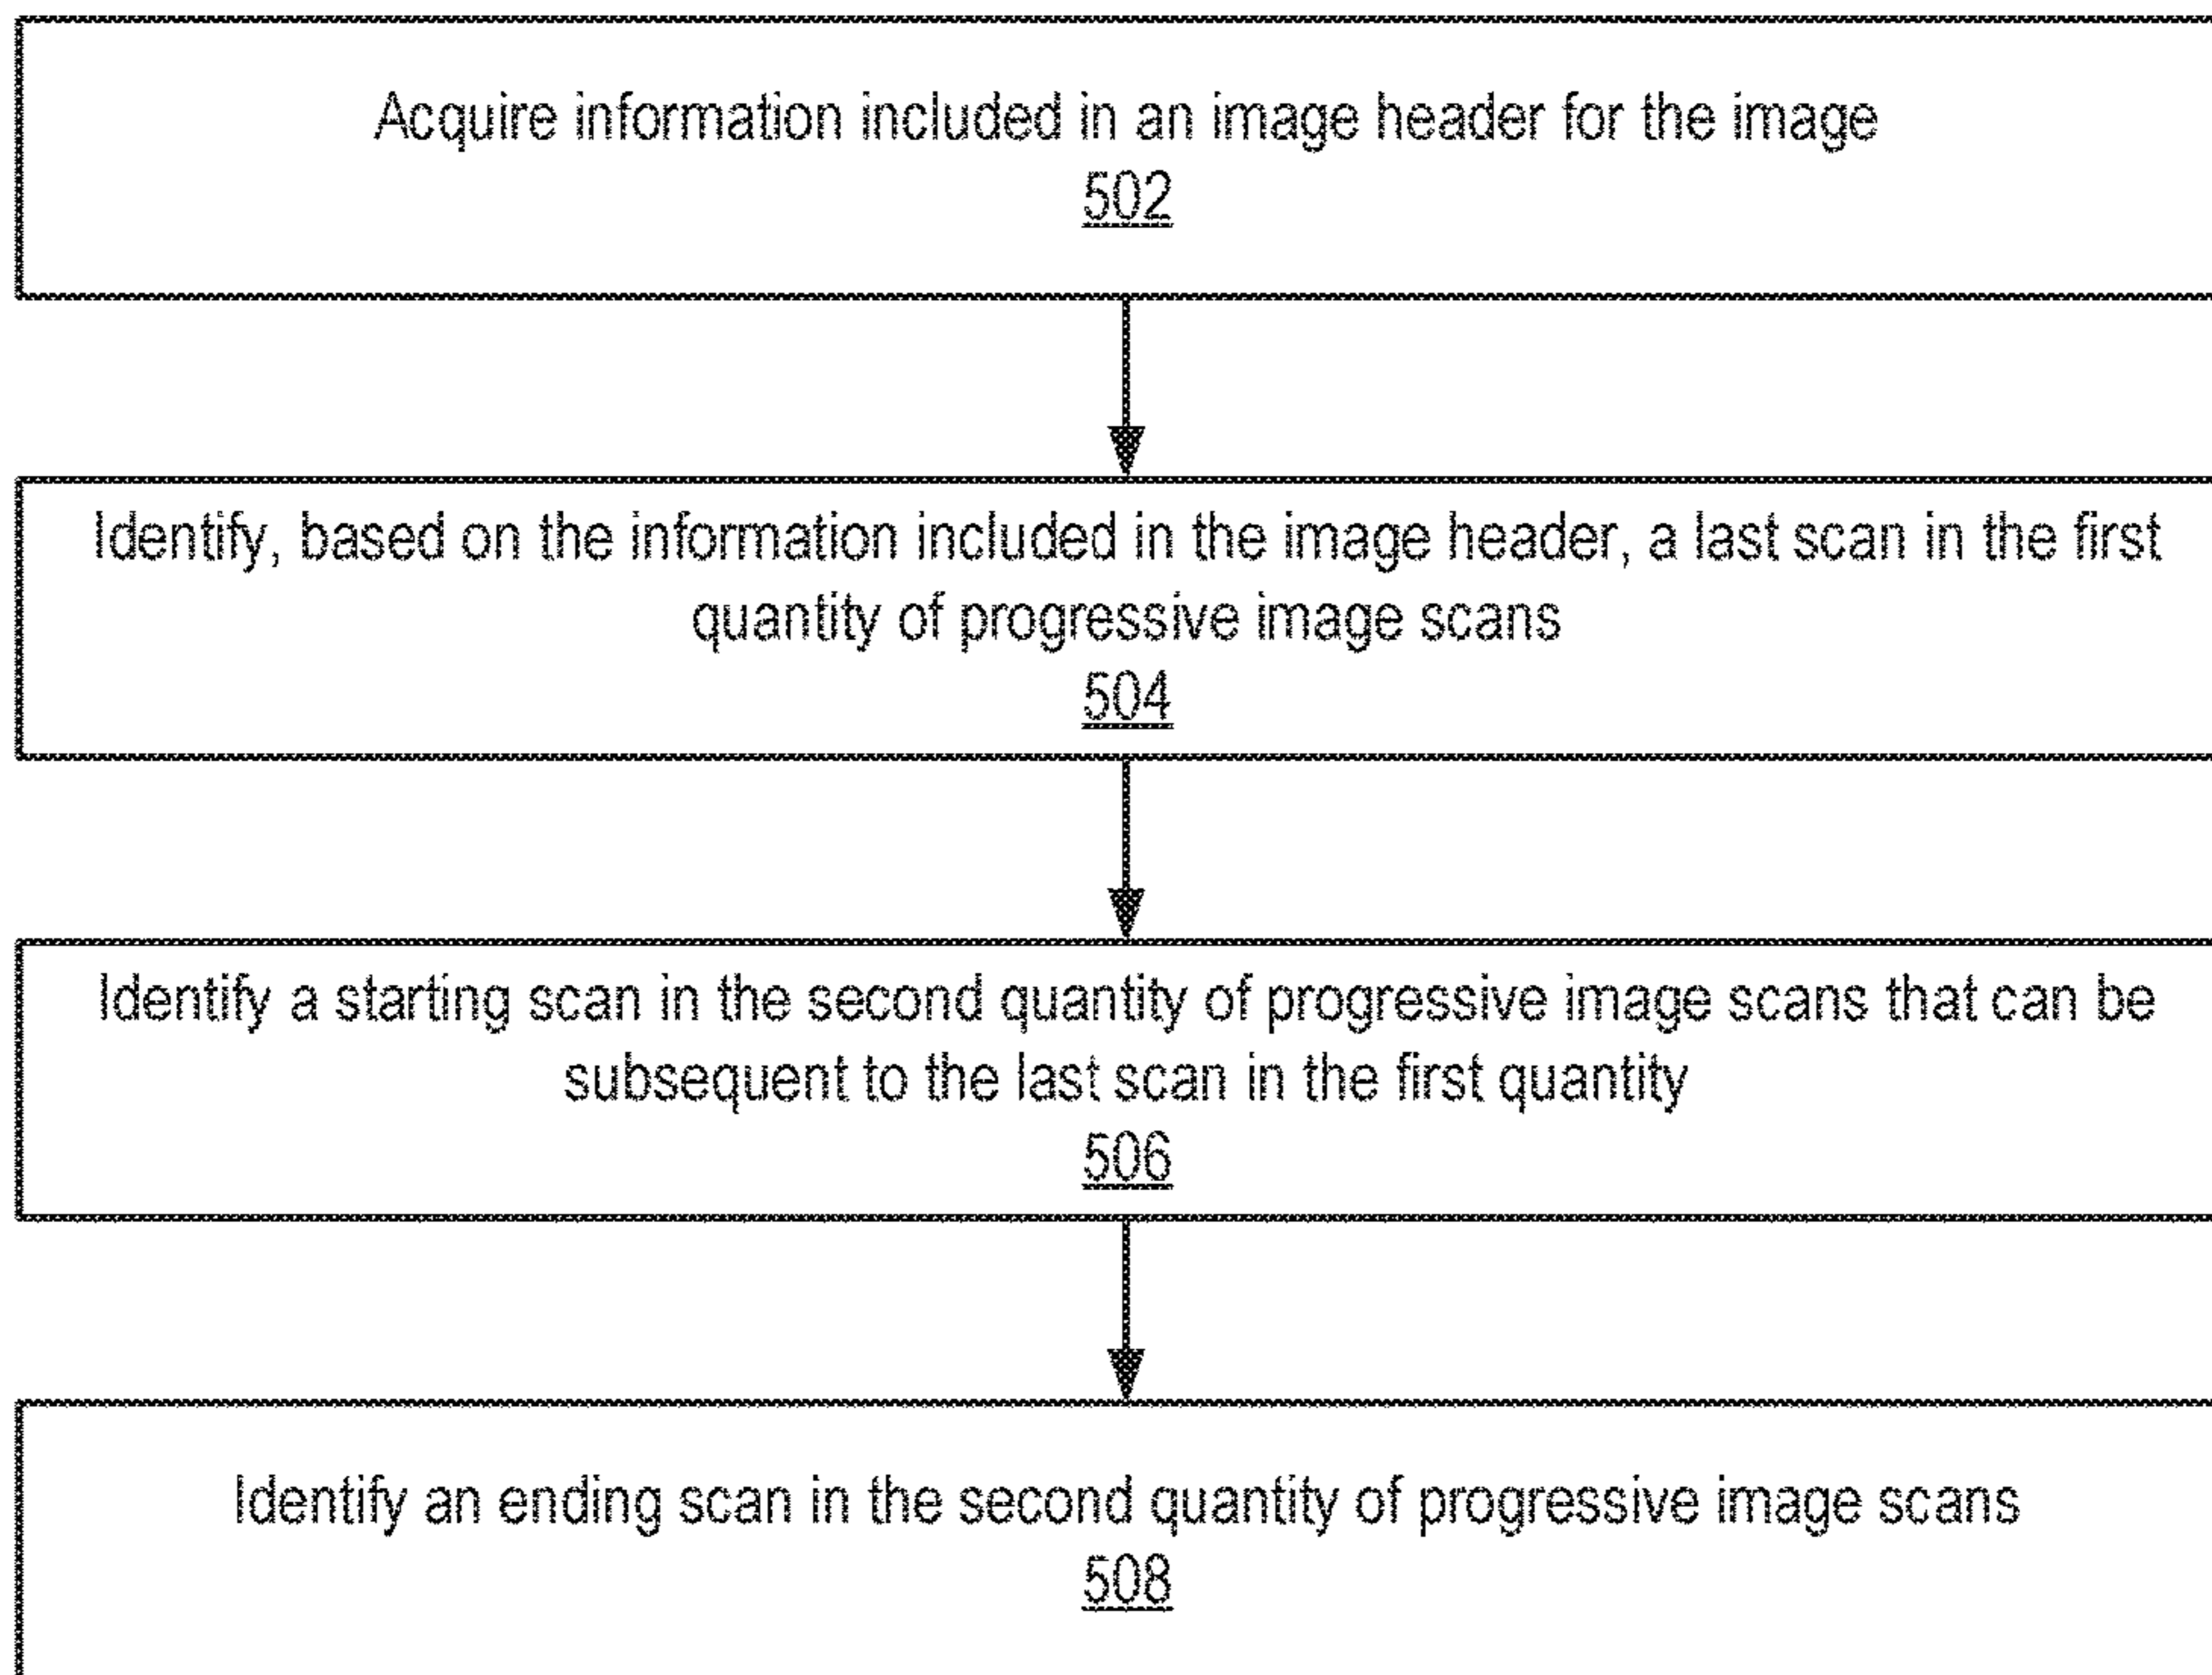 Acquire information included in an image header for the image
502
Identify, based on the information included in the image header, a last scan in the first
quantity of progressive image scans
504
Identify a starting scan in the second quantity of progressive image scans that can be
subsequent to the last scan in the first quantity
506
Identify an ending scan in the second quantity of progressive image scans
508